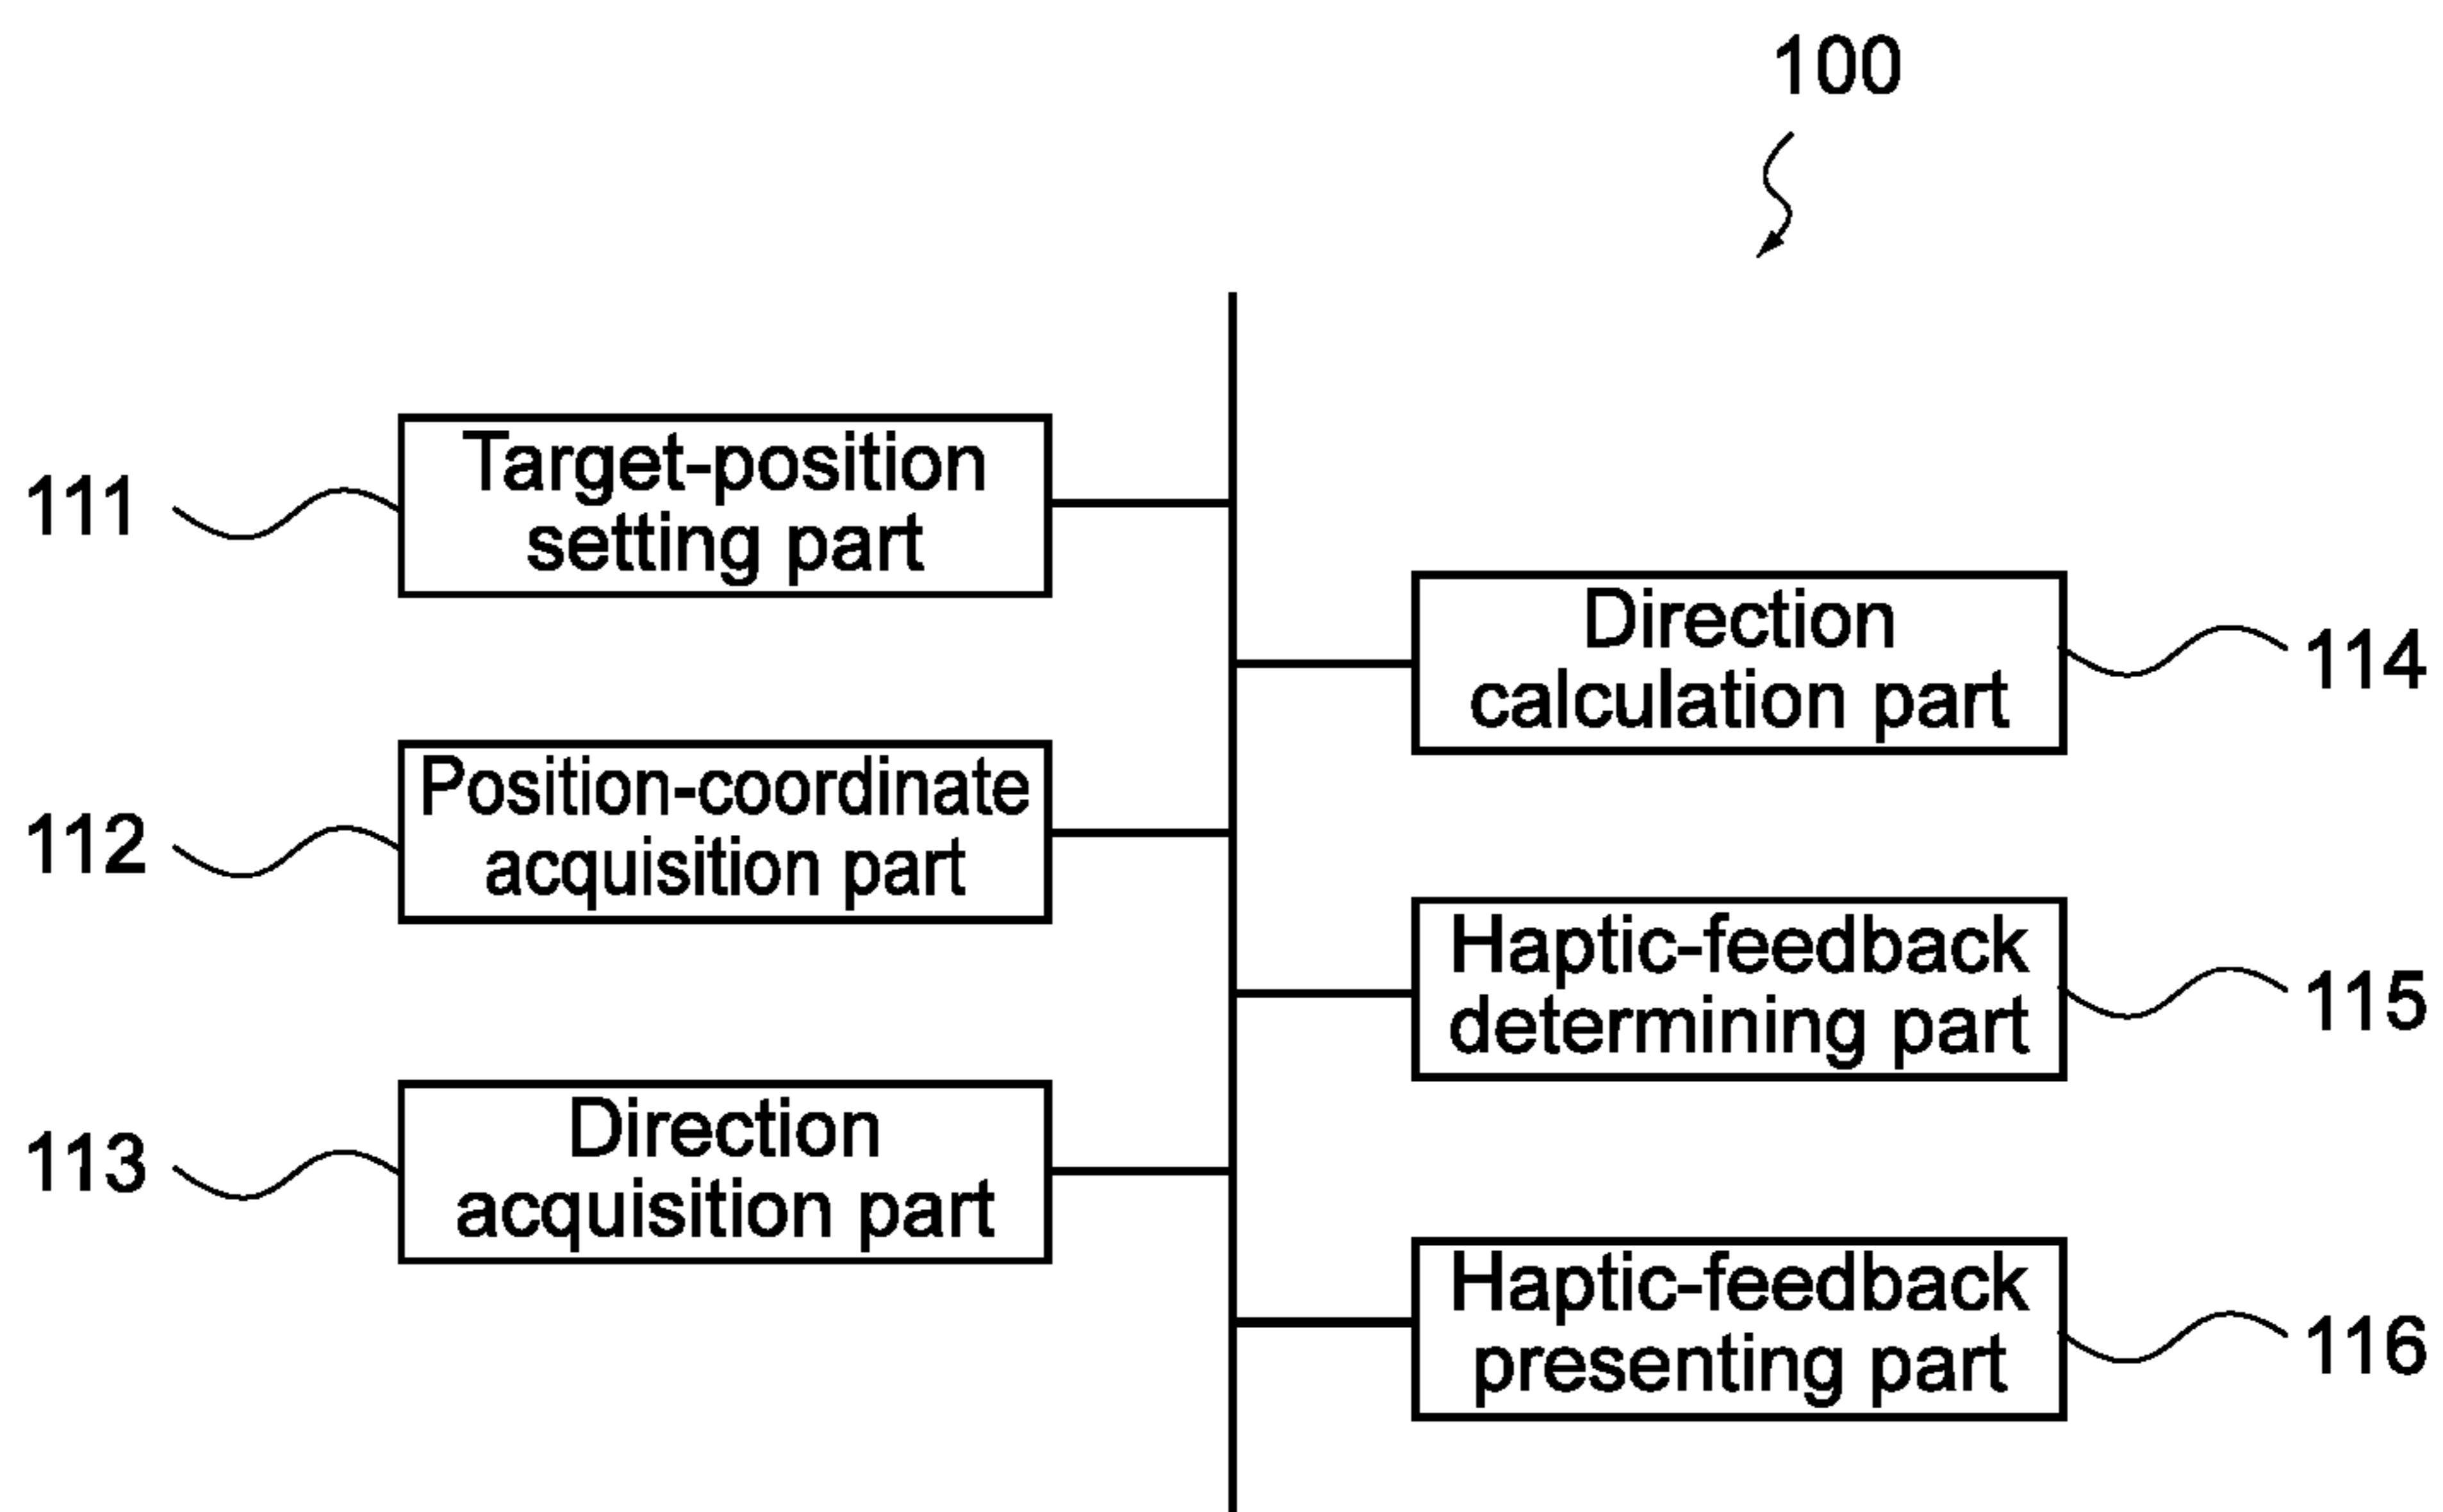 100
111
Target-position
setting part
Direction
calculation part
114
112
Position-coordinate
acquisition part
Haptic-feedback
determining part
115
113
Direction
acquisition part
Haptic-feedback
presenting part
116